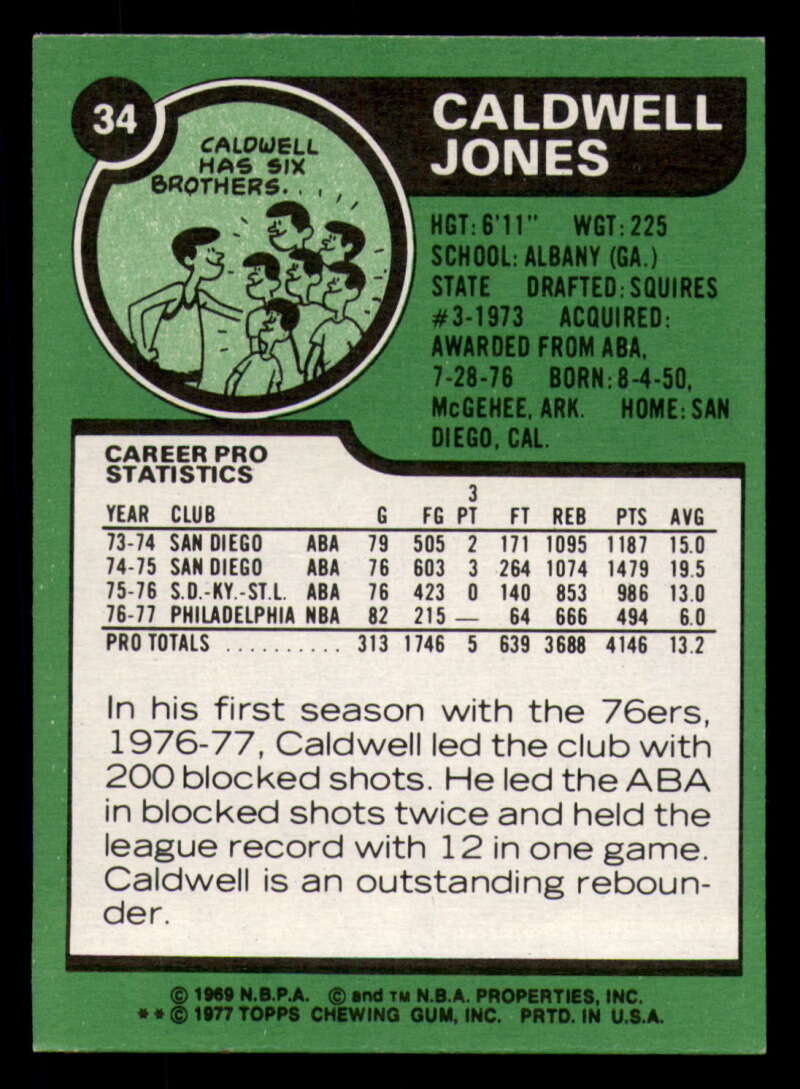 34
CALDWELL
HAS SIX
BROTHERS. . , ,
CALDWELL
JONES
HGT: 6'11" WGT: 225
SCHOOL: ALBANY (GA.)
STATE DRAFTED: SQUIRES
#3-1973 ACQUIRED:
AWARDED FROM ABA,
7-28-76 BORN: 8-4-50,
McGEHEE, ARK. HOME: SAN
DIEGO, CAL.
CAREER PRO
STATISTICS
3
YEAR CLUB G FG PT FT REB PTS AVG
73-74 SAN DIEGO ABA 79 505 2 171 1095 1187 15.0
74-75 SAN DIEGO ABA 76 603 3 264 1074 1479 19.5
75-76 S.D.-KY.-ST.L. ABA 76 423 0 140 853 986 13.0
76-77 PHILADELPHIA NBA 82 215 — 64 666 494 6.0
PRO TOTALS .......... 313 1746 5 639 3688 4146 13.2
In his first season with the 76ers,
1976-77, Caldwell led the club with
200 blocked shots. He led the ABA
in blocked shots twice and held the
league record with 12 in one game.
Caldwell is an outstanding reboun-
der.
© 1969 N.B.P.A. © and TM N.B.A. PROPERTIES, INC.
**© 1977 TOPPS CHEWING GUM, INC. PRTD. IN U.S.A.